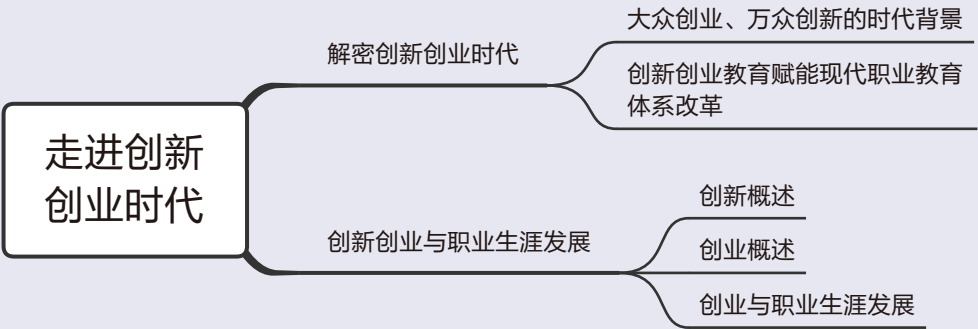 走进创新
创业时代
解密创新创业时代
大众创业、万众创新的时代背景
创新创业教育赋能现代职业教育
体系改革
创新创业与职业生涯发展
创新概述
创业概述
创业与职业生涯发展